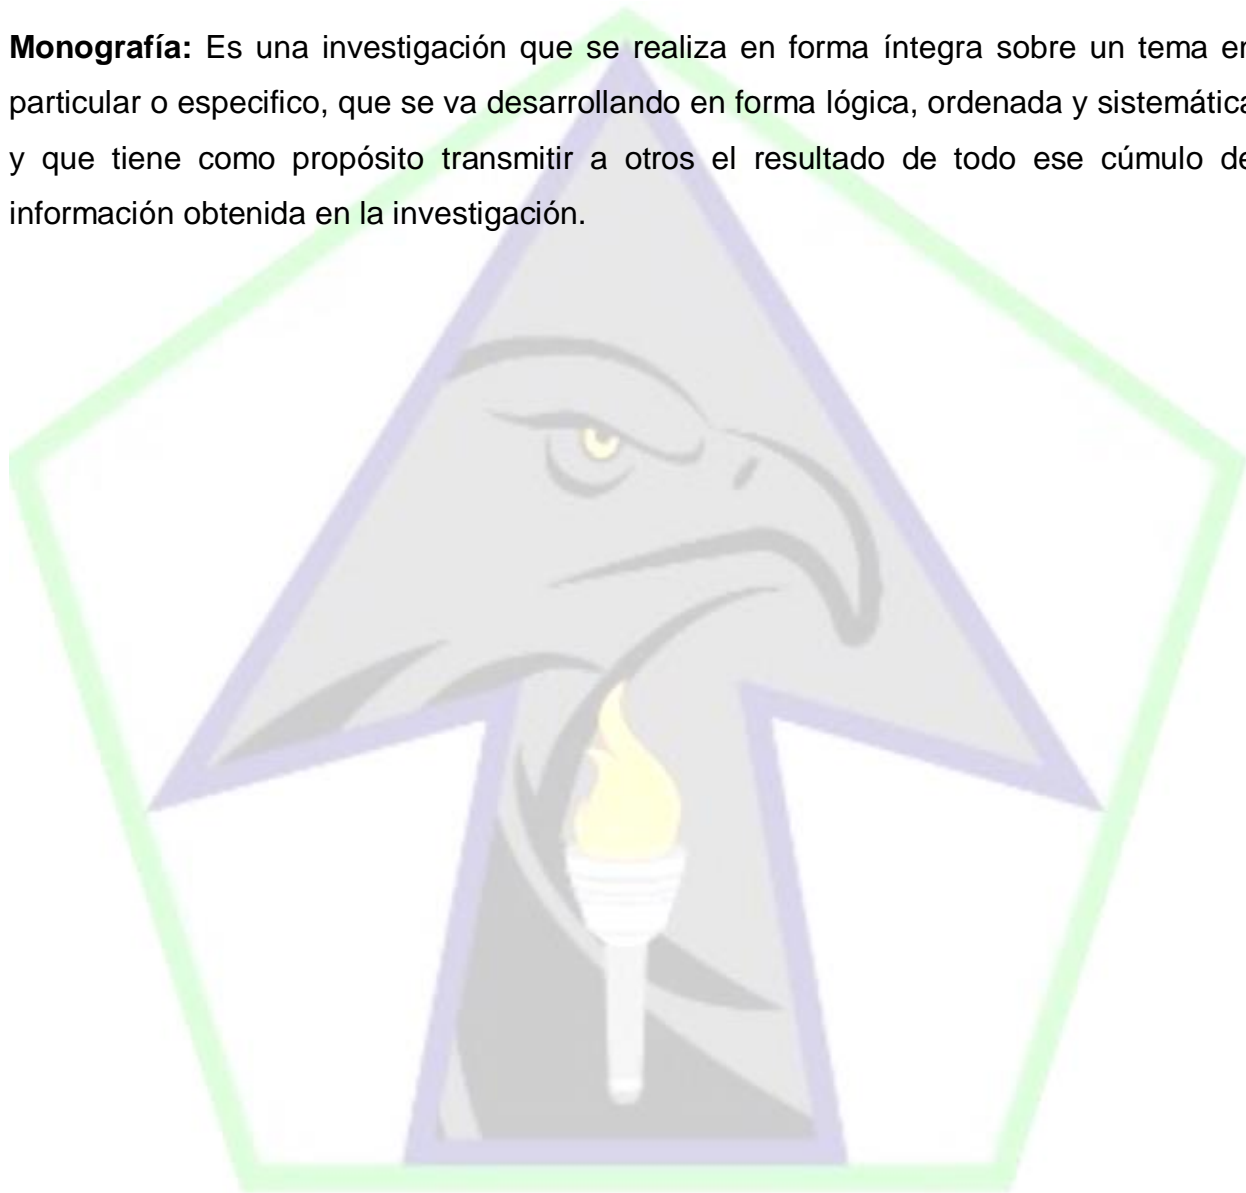 Monografía: Es una investigación que se realiza en forma íntegra sobre un tema en
particular o especifico, que se va desarrollando en forma lógica, ordenada y sistemática
y que tiene como propósito transmitir a otros el resultado de todo ese cúmulo de
información obtenida en la investigación.